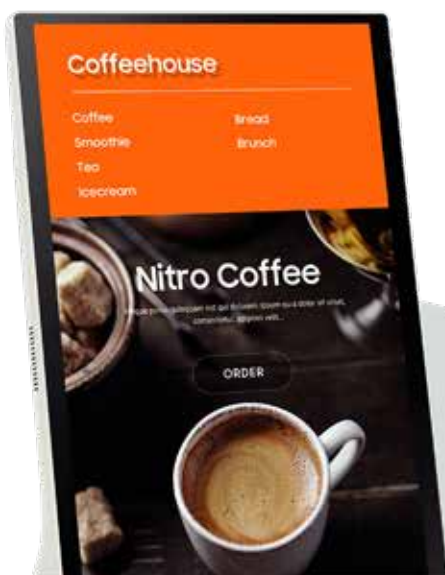 Coffeehouse
Coffee
Smoothie
Tea
Icecream
Bread
Brunch
Nitro Coffee
ORDER